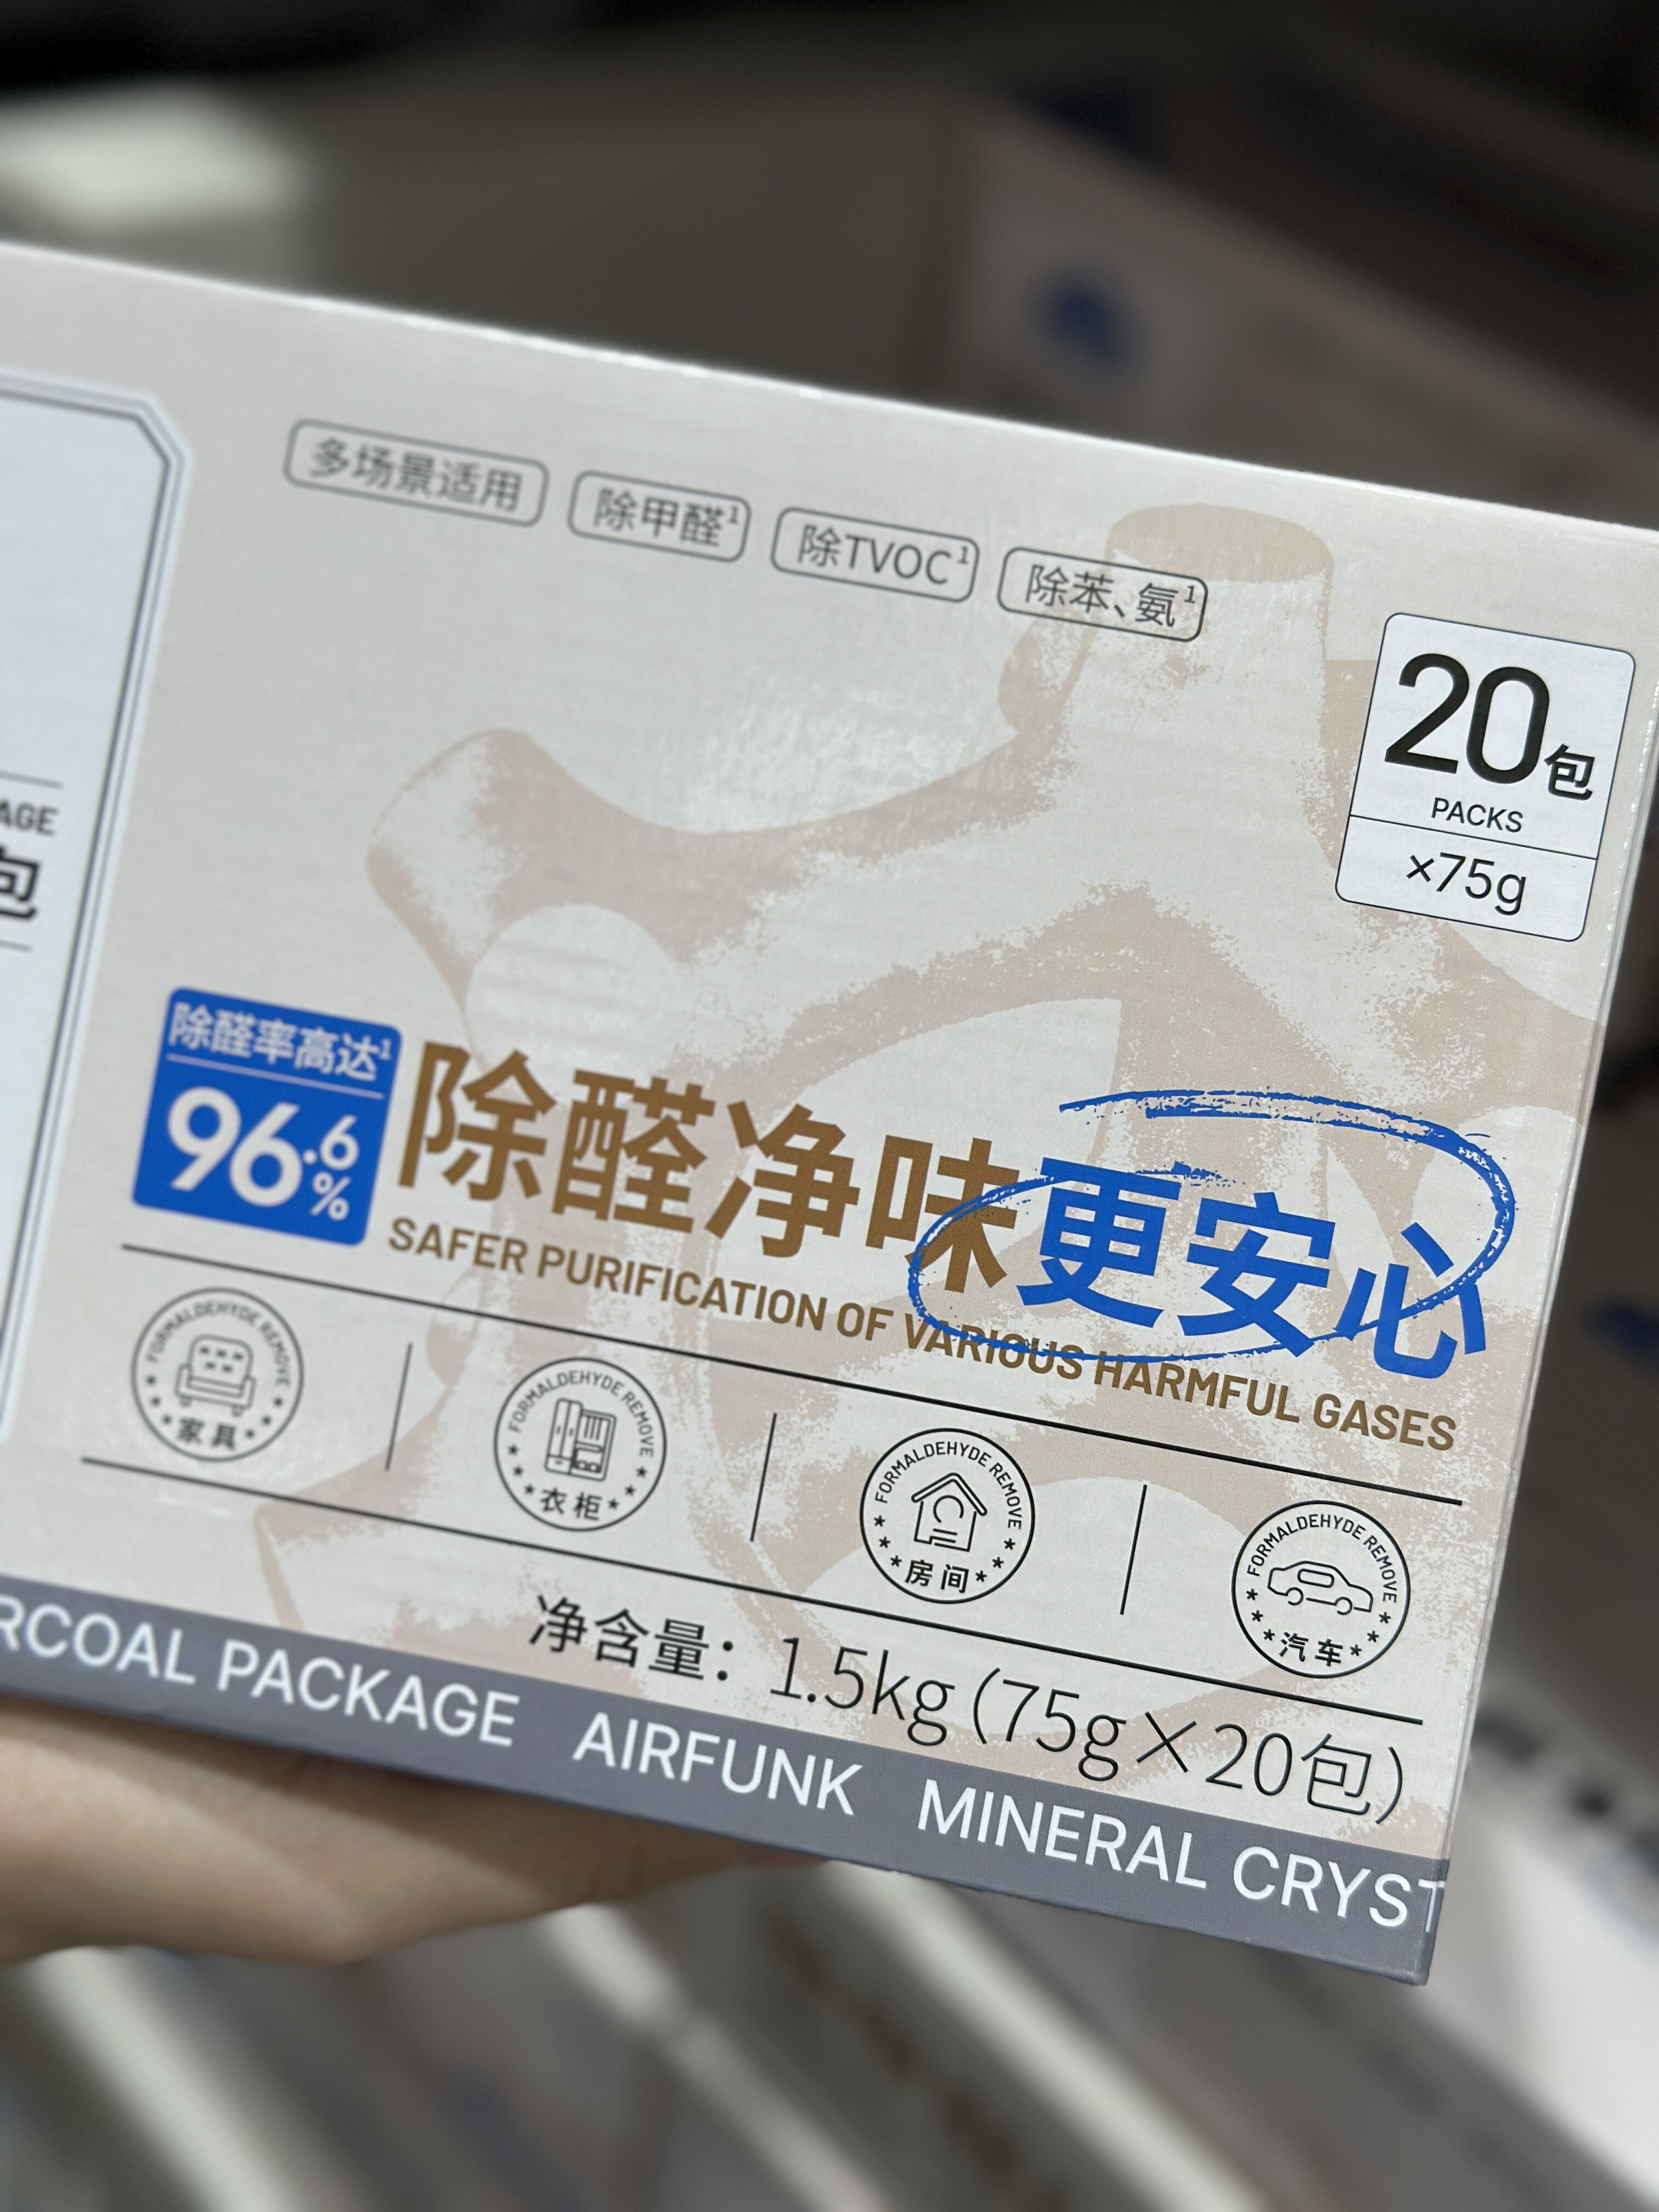 多场景适用
除甲醛¹
除TVOC¹
除苯、氨¹
20包
PACKS
×75g
AGE
包
除醛率高达¹
96.6%
除醛净味更安心
SAFER PURIFICATION OF VARIOUS HARMFUL GASES
FORMALDEHYDE REMOVE
家具
FORMALDEHYDE REMOVE
衣柜
FORMALDEHYDE REMOVE
房间
FORMALDEHYDE REMOVE
汽车
净含量：1.5kg（75g×20包）
RCOAL PACKAGE AIRFUNK MINERAL CRYST